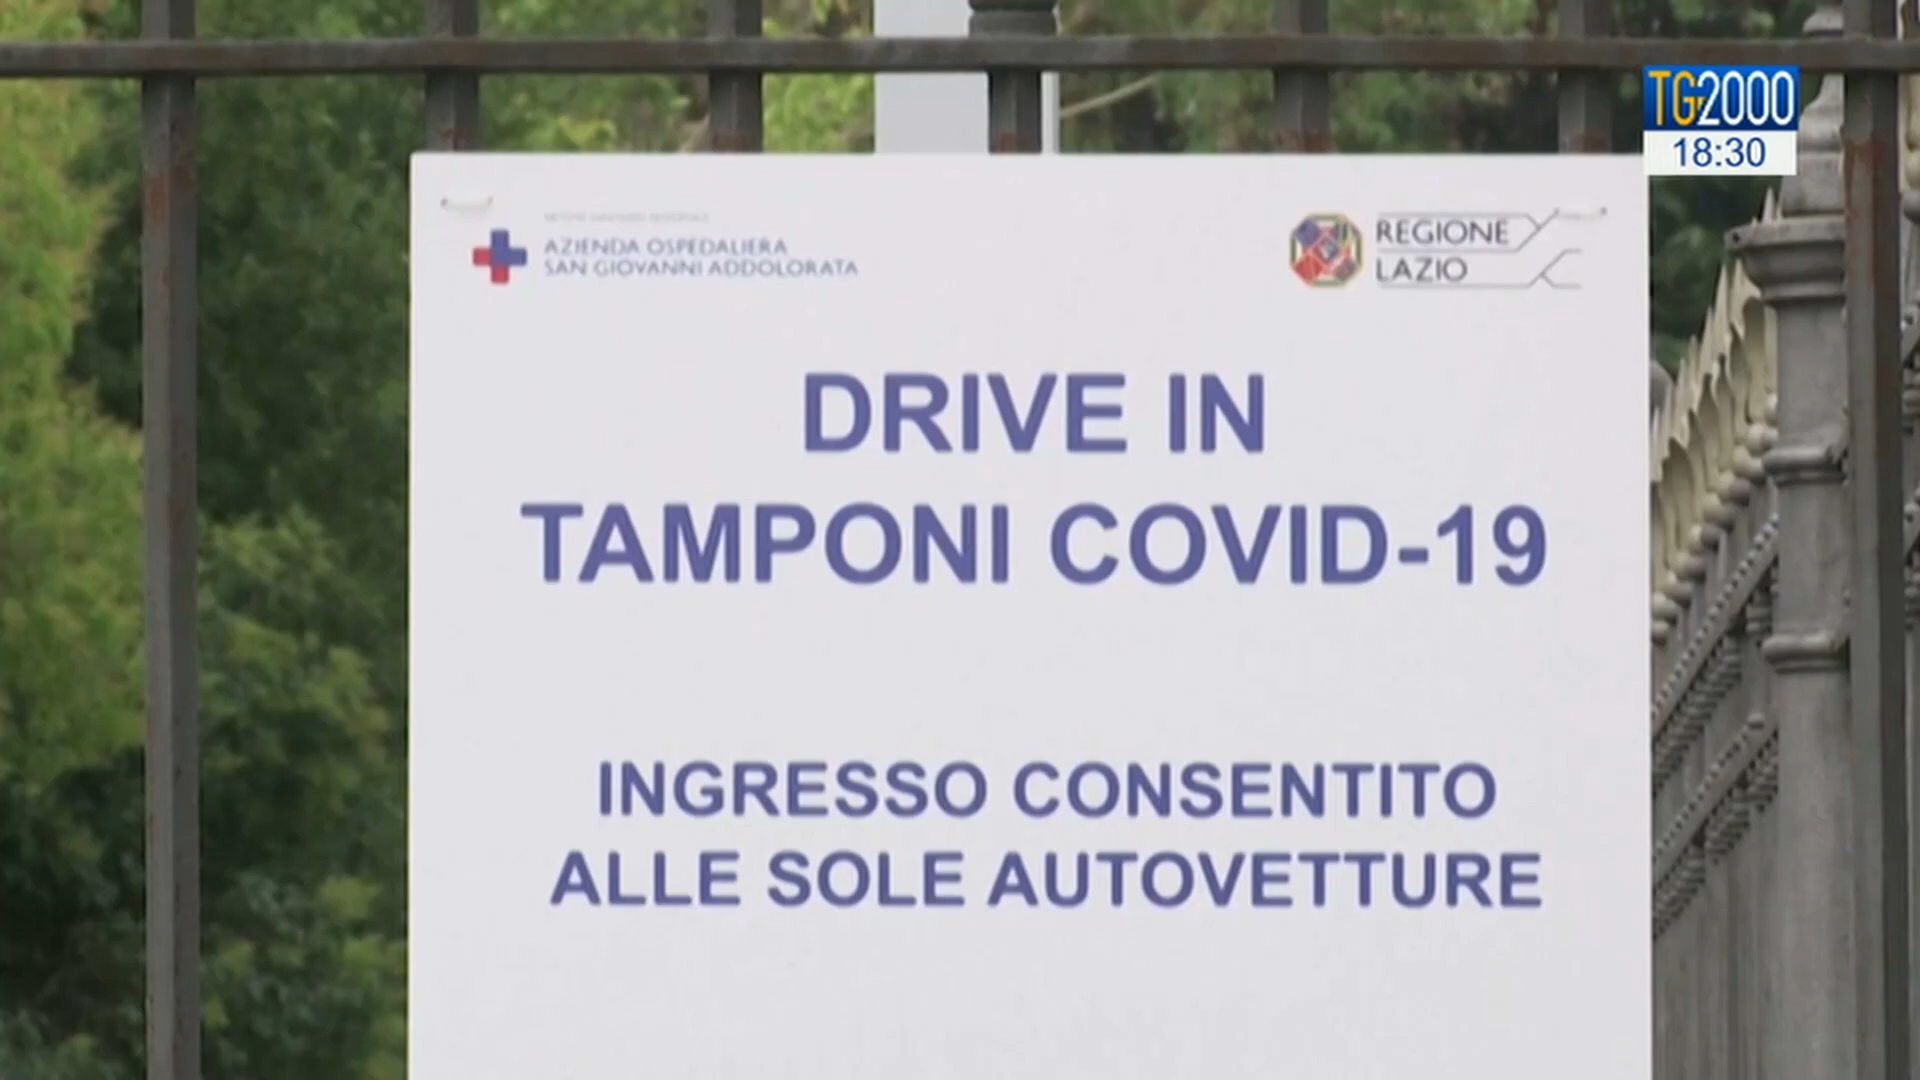 TG2000
18:30
AZIENDA OSPEDALIERA
SAN GIOVANNI ADDOLORATA
REGIONE
LAZIO
DRIVE IN
TAMPONI COVID-19
INGRESSO CONSENTITO
ALLE SOLE AUTOVETTURE